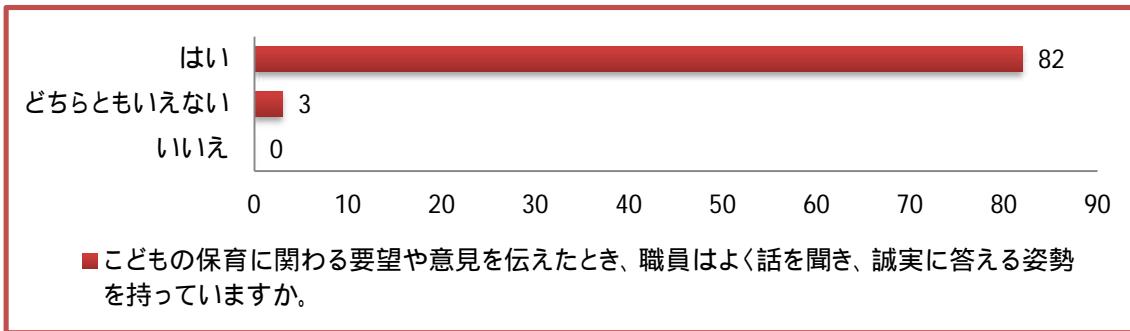 はい 82
どちらともいえない 3
いいえ 0
0 10 20 30 40 50 60 70 80 90
こどもの保育に関わる要望や意見を伝えたとき、職員はよく話を聞き、誠実に答える姿勢
を持っていますか。